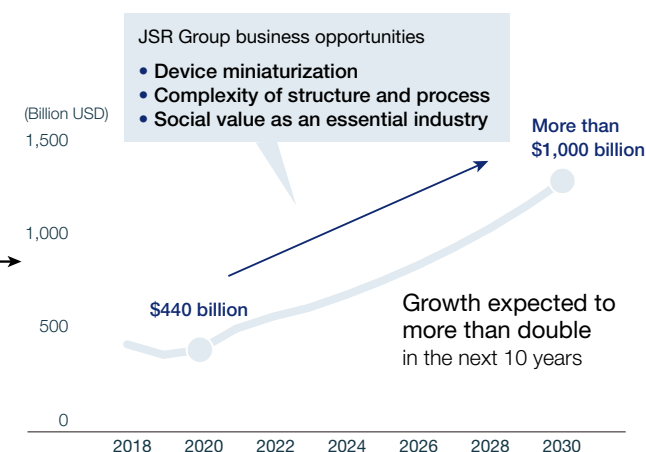 JSR Group business opportunities
• Device miniaturization
• Complexity of structure and process
• Social value as an essential industry
(Billion USD)
1,500
1,000
500
0
More than
$1,000 billion
$440 billion
Growth expected to
more than double
in the next 10 years
2018 2020 2022 2024 2026 2028 2030